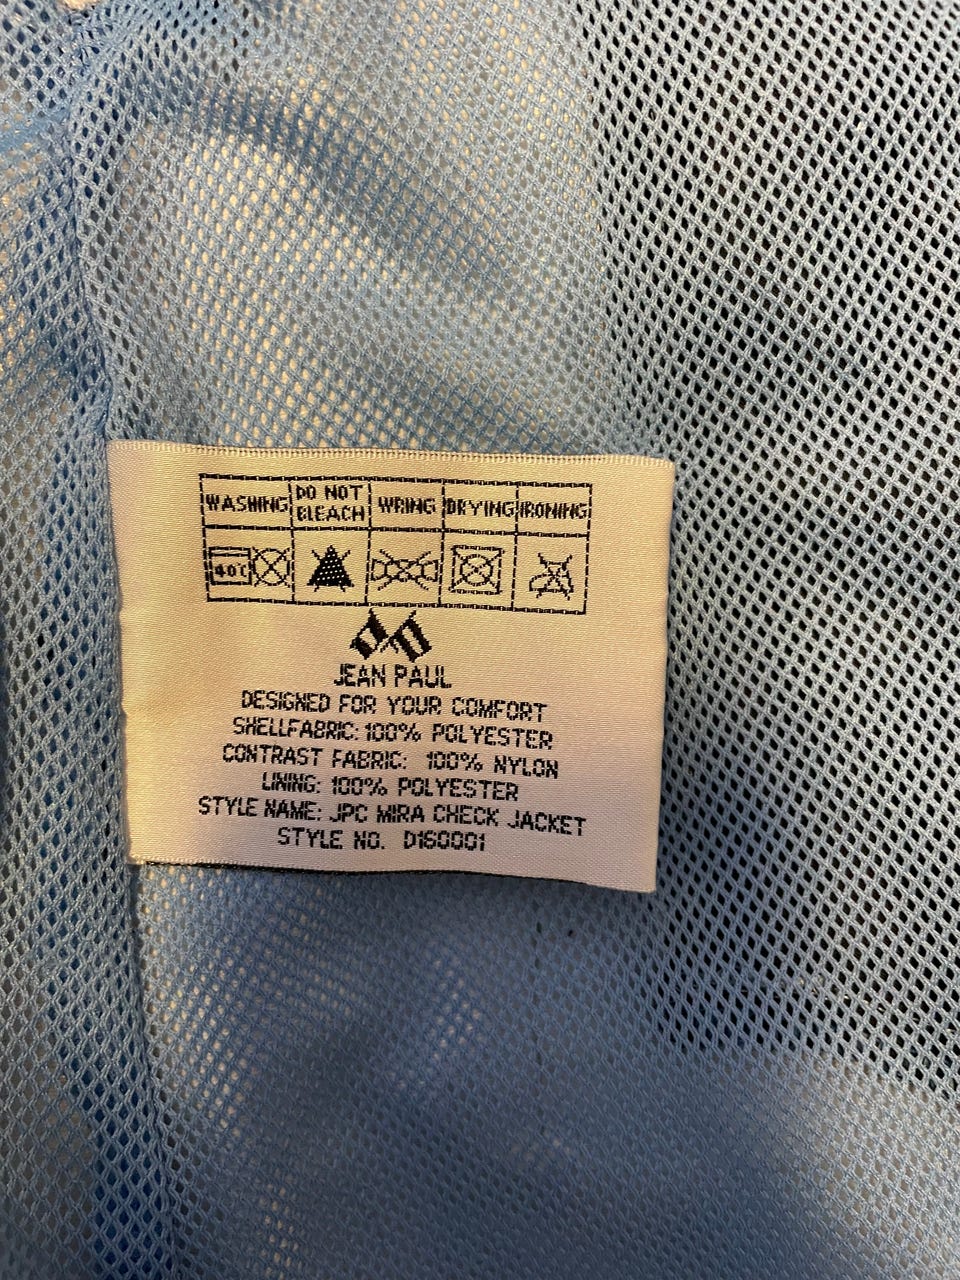 WASHING DO NOT BLEACH WRING DRYING IRONING
40℃
JEAN PAUL
DESIGNED FOR YOUR COMFORT
SHELLFABRIC: 100% POLYESTER
CONTRAST FABRIC: 100% NYLON
LINING: 100% POLYESTER
STYLE NAME: JPC MIRA CHECK JACKET
STYLE NO. D160001